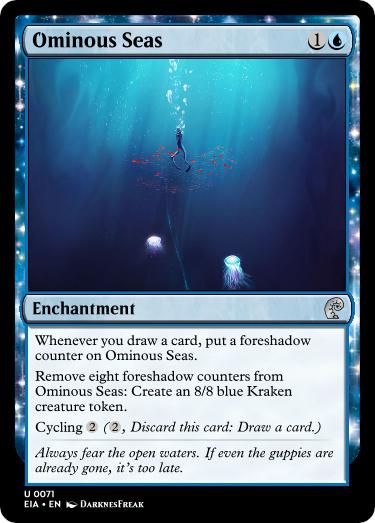 Ominous Seas 1
Enchantment
Whenever you draw a card, put a foreshadow
counter on Ominous Seas.
Remove eight foreshadow counters from
Ominous Seas: Create an 8/8 blue Kraken
creature token.
Cycling 2 (2, Discard this card: Draw a card.)
Always fear the open waters. If even the guppies are
already gone, it's too late.
U 0071
EIA • EN DarknesFreak